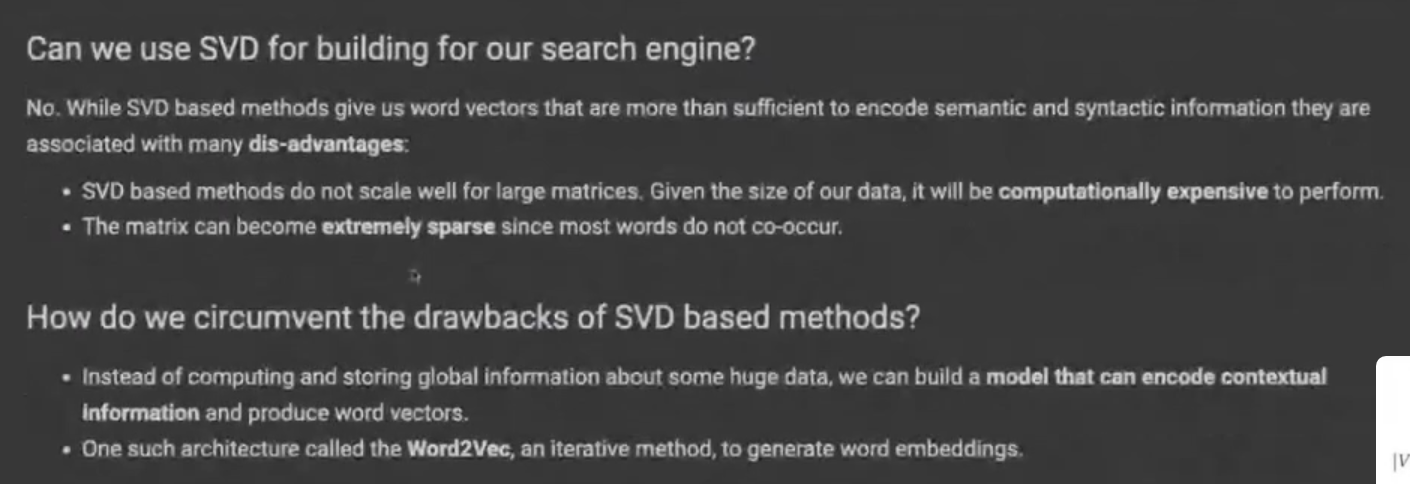 Can we use SVD for building for our search engine?
No. While SVD based methods give us word vectors that are more than sufficient to encode semantic and syntactic information they are
associated with many dis-advantages:
• SVD based methods do not scale well for large matrices. Given the size of our data, it will be computationally expensive to perform.
• The matrix can become extremely sparse since most words do not co-occur.
How do we circumvent the drawbacks of SVD based methods?
• Instead of computing and storing global information about some huge data, we can build a model that can encode contextual
information and produce word vectors.
• One such architecture called the Word2Vec, an iterative method, to generate word embeddings.
|V